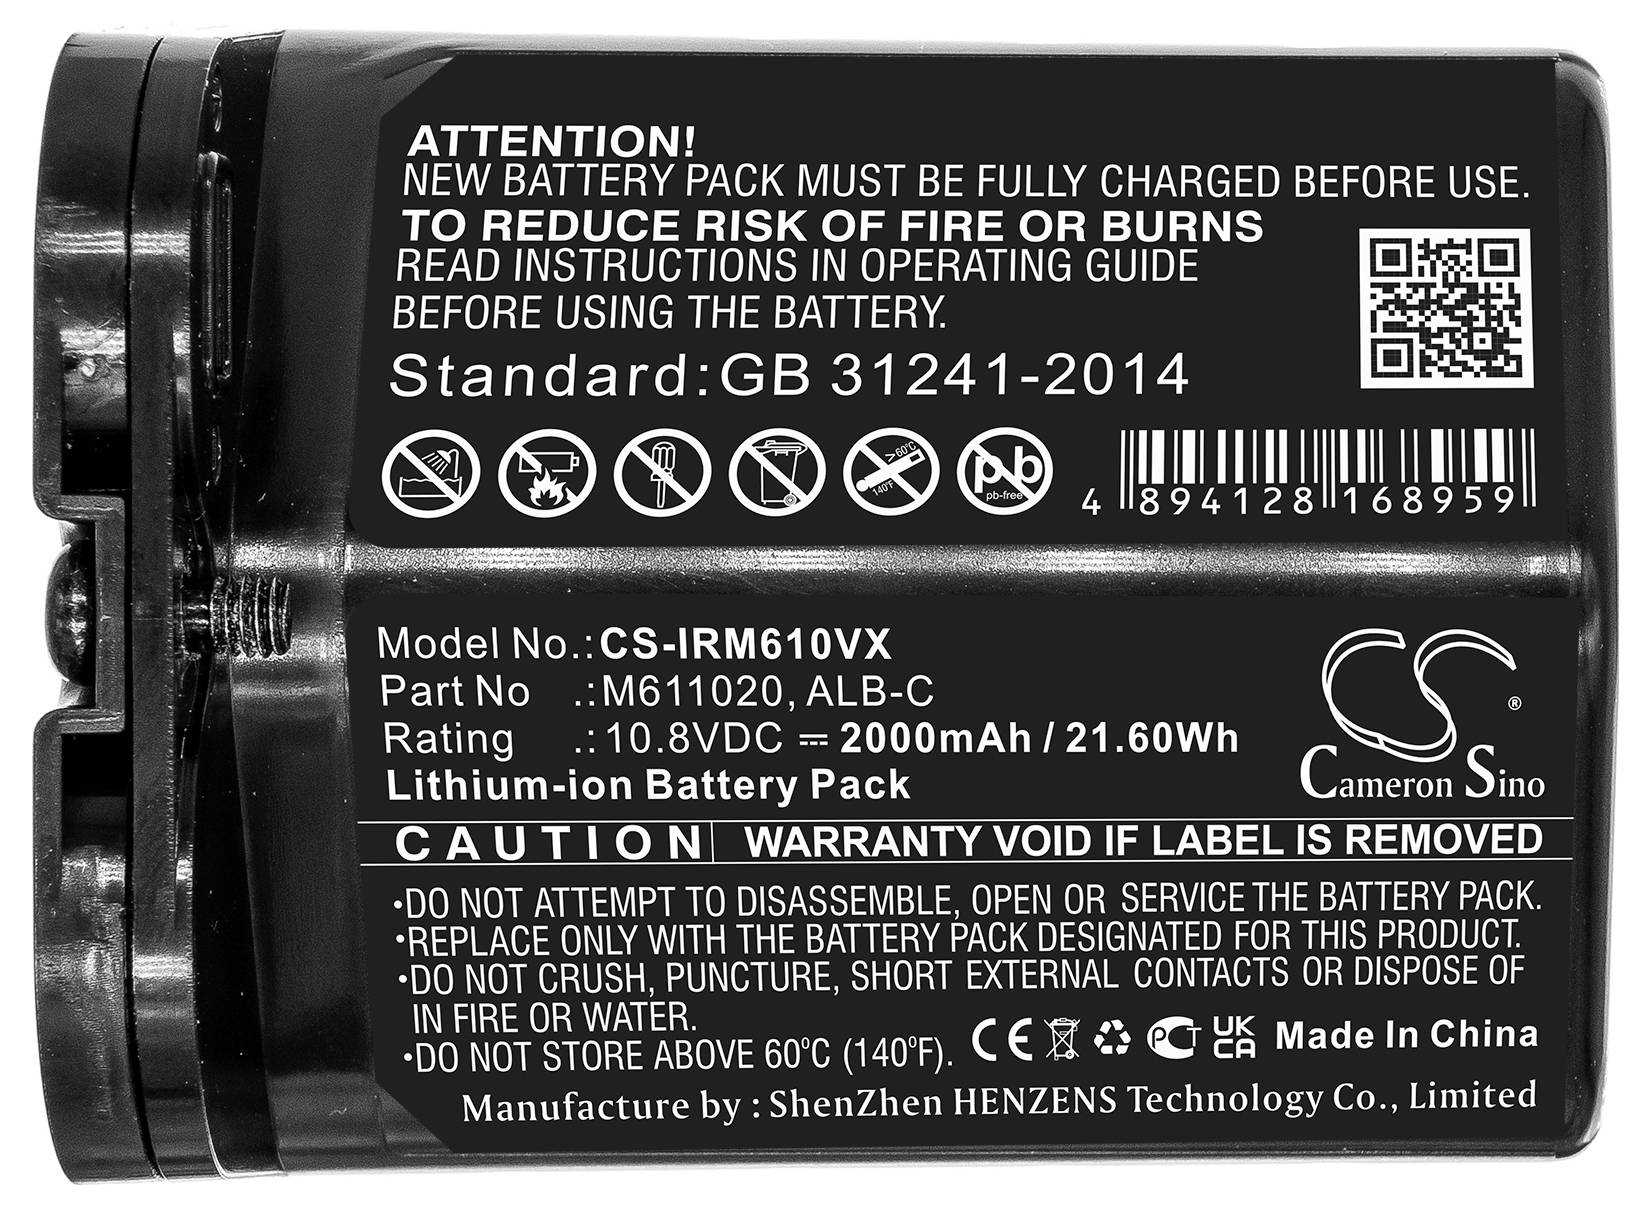 ATTENTION!
NEW BATTERY PACK MUST BE FULLY CHARGED BEFORE USE.
TO REDUCE RISK OF FIRE OR BURNS
READ INSTRUCTIONS IN OPERATING GUIDE
BEFORE USING THE BATTERY.
Standard:GB 31241-2014
>60°C
140°F
pb
pb-free
4 894128 168959
Model No.:CS-IRM610VX
Part No .:M611020, ALB-C
Rating .:10.8VDC ⎓ 2000mAh / 21.60Wh
Lithium-ion Battery Pack
CS ®
Cameron Sino
CAUTION WARRANTY VOID IF LABEL IS REMOVED
•DO NOT ATTEMPT TO DISASSEMBLE, OPEN OR SERVICE THE BATTERY PACK.
•REPLACE ONLY WITH THE BATTERY PACK DESIGNATED FOR THIS PRODUCT.
•DO NOT CRUSH, PUNCTURE, SHORT EXTERNAL CONTACTS OR DISPOSE OF
IN FIRE OR WATER.
•DO NOT STORE ABOVE 60°C (140°F).
CE PCT UK CA Made In China
Manufacture by : ShenZhen HENZENS Technology Co., Limited